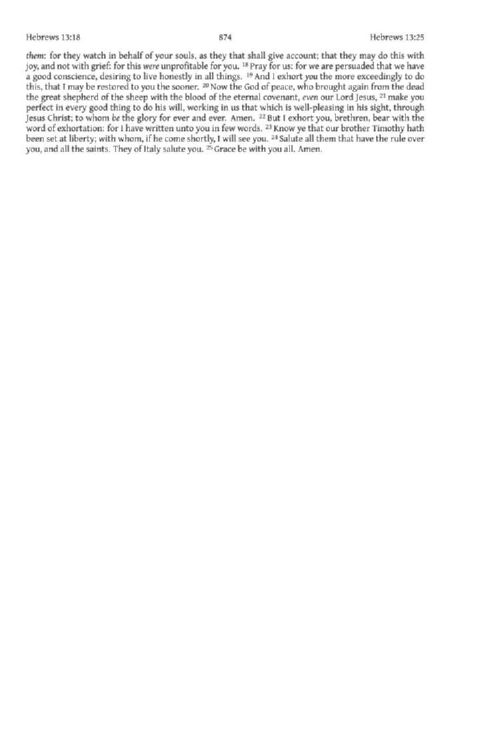 Hebrews 13:18 874 Hebrews 13:25
them: for they watch in behalf of your souls, as they that shall give account; that they may do this with
joy, and not with grief: for this were unprofitable for you. 18 Pray for us: for we are persuaded that we have
a good conscience, desiring to live honestly in all things. 19 And I exhort you the more exceedingly to do
this, that I may be restored to you the sooner. 20 Now the God of peace, who brought again from the dead
the great shepherd of the sheep with the blood of the eternal covenant, even our Lord Jesus, 21 make you
perfect in every good thing to do his will, working in us that which is well-pleasing in his sight, through
Jesus Christ; to whom be the glory for ever and ever. Amen. 22 But I exhort you, brethren, bear with the
word of exhortation: for I have written unto you in few words. 23 Know ye that our brother Timothy hath
been set at liberty; with whom, if he come shortly, I will see you. 24 Salute all them that have the rule over
you, and all the saints. They of Italy salute you. 25 Grace be with you all. Amen.